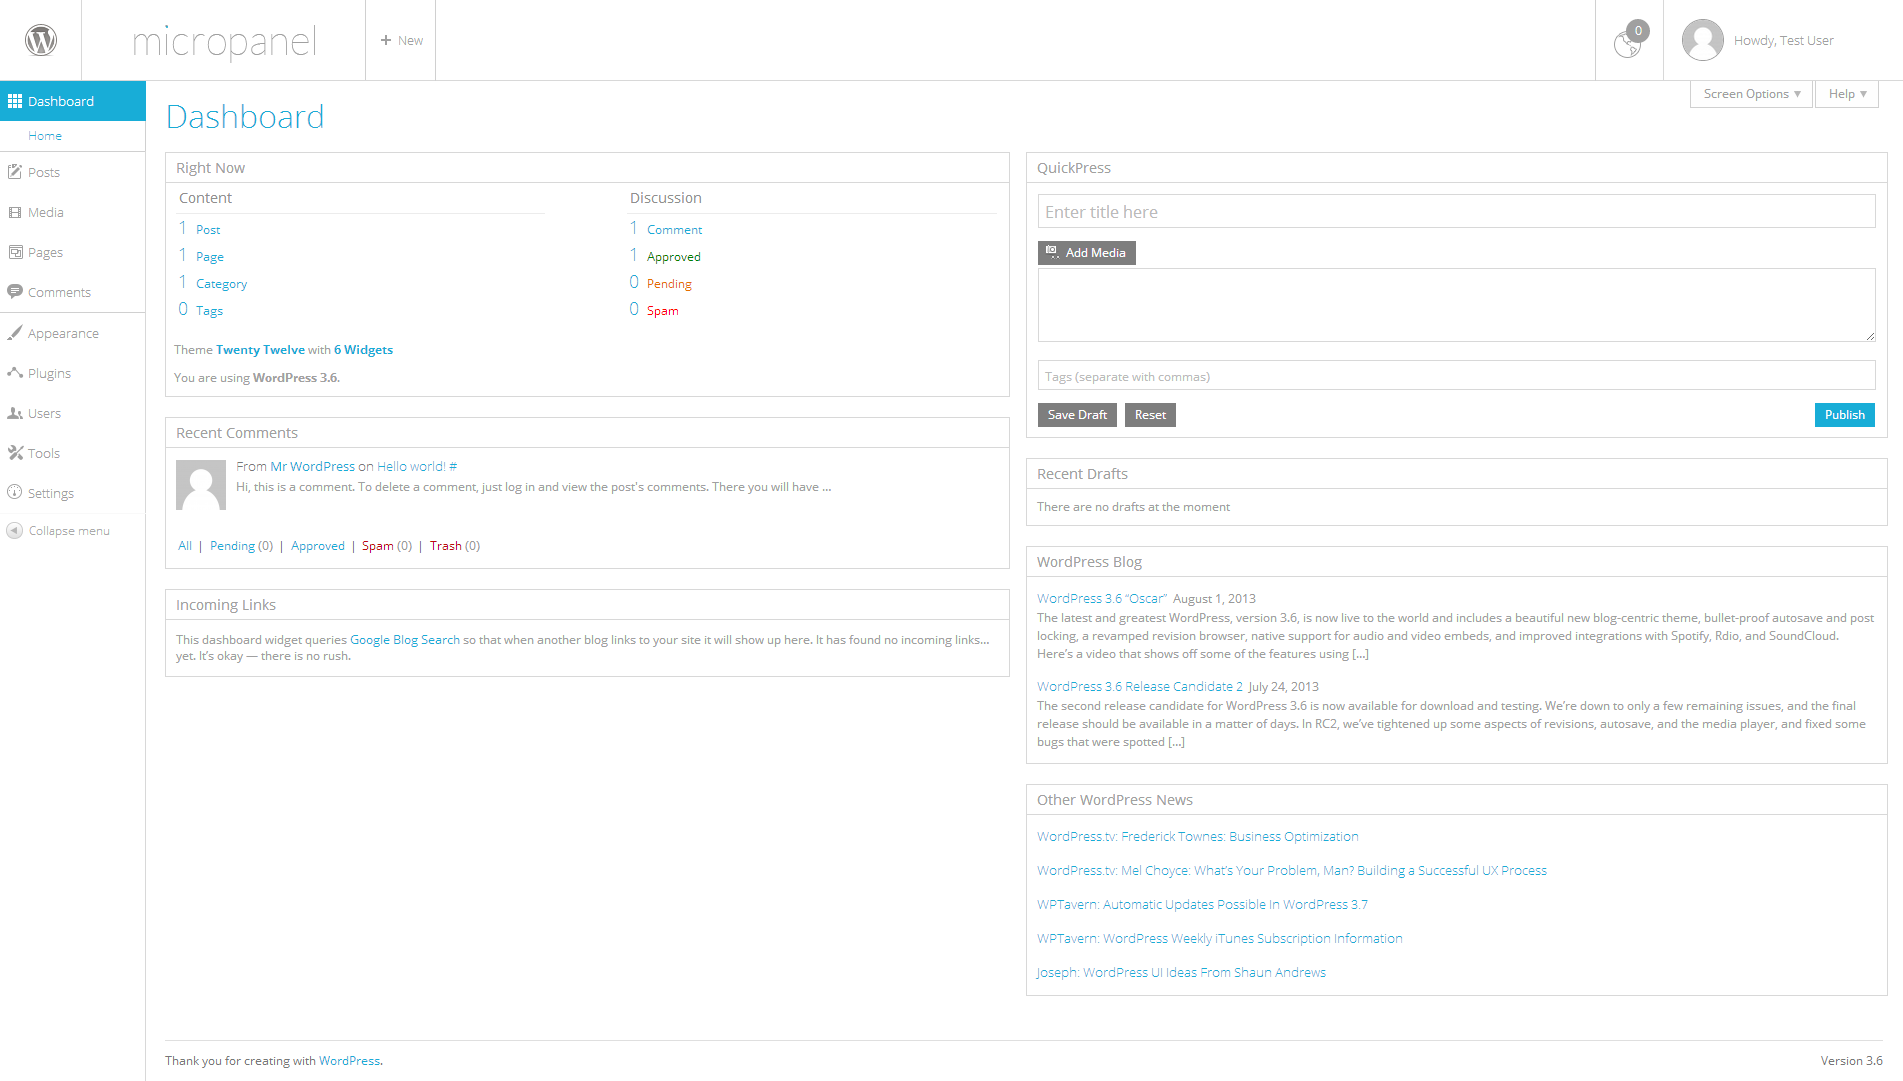 micropanel
+ New
0
Howdy, Test User
Dashboard
Home
Posts
Media
Pages
Comments
Appearance
Plugins
Users
Tools
Settings
Collapse menu
Screen Options ▼
Help ▼
Dashboard
Right Now
Content
1 Post
1 Page
1 Category
0 Tags
Discussion
1 Comment
1 Approved
0 Pending
0 Spam
Theme Twenty Twelve with 6 Widgets
You are using WordPress 3.6.
Recent Comments
From Mr WordPress on Hello world! #
Hi, this is a comment. To delete a comment, just log in and view the post's comments. There you will have ...
All | Pending (0) | Approved | Spam (0) | Trash (0)
Incoming Links
This dashboard widget queries Google Blog Search so that when another blog links to your site it will show up here. It has found no incoming links…
yet. It’s okay — there is no rush.
QuickPress
Enter title here
Add Media
Tags (separate with commas)
Save Draft
Reset
Publish
Recent Drafts
There are no drafts at the moment
WordPress Blog
WordPress 3.6 “Oscar” August 1, 2013
The latest and greatest WordPress, version 3.6, is now live to the world and includes a beautiful new blog-centric theme, bullet-proof autosave and post
locking, a revamped revision browser, native support for audio and video embeds, and improved integrations with Spotify, Rdio, and SoundCloud.
Here’s a video that shows off some of the features using [...]
WordPress 3.6 Release Candidate 2 July 24, 2013
The second release candidate for WordPress 3.6 is now available for download and testing. We’re down to only a few remaining issues, and the final
release should be available in a matter of days. In RC2, we’ve tightened up some aspects of revisions, autosave, and the media player, and fixed some
bugs that were spotted [...]
Other WordPress News
WordPress.tv: Frederick Townes: Business Optimization
WordPress.tv: Mel Choyce: What’s Your Problem, Man? Building a Successful UX Process
WPTavern: Automatic Updates Possible In WordPress 3.7
WPTavern: WordPress Weekly iTunes Subscription Information
Joseph: WordPress UI Ideas From Shaun Andrews
Thank you for creating with WordPress.
Version 3.6